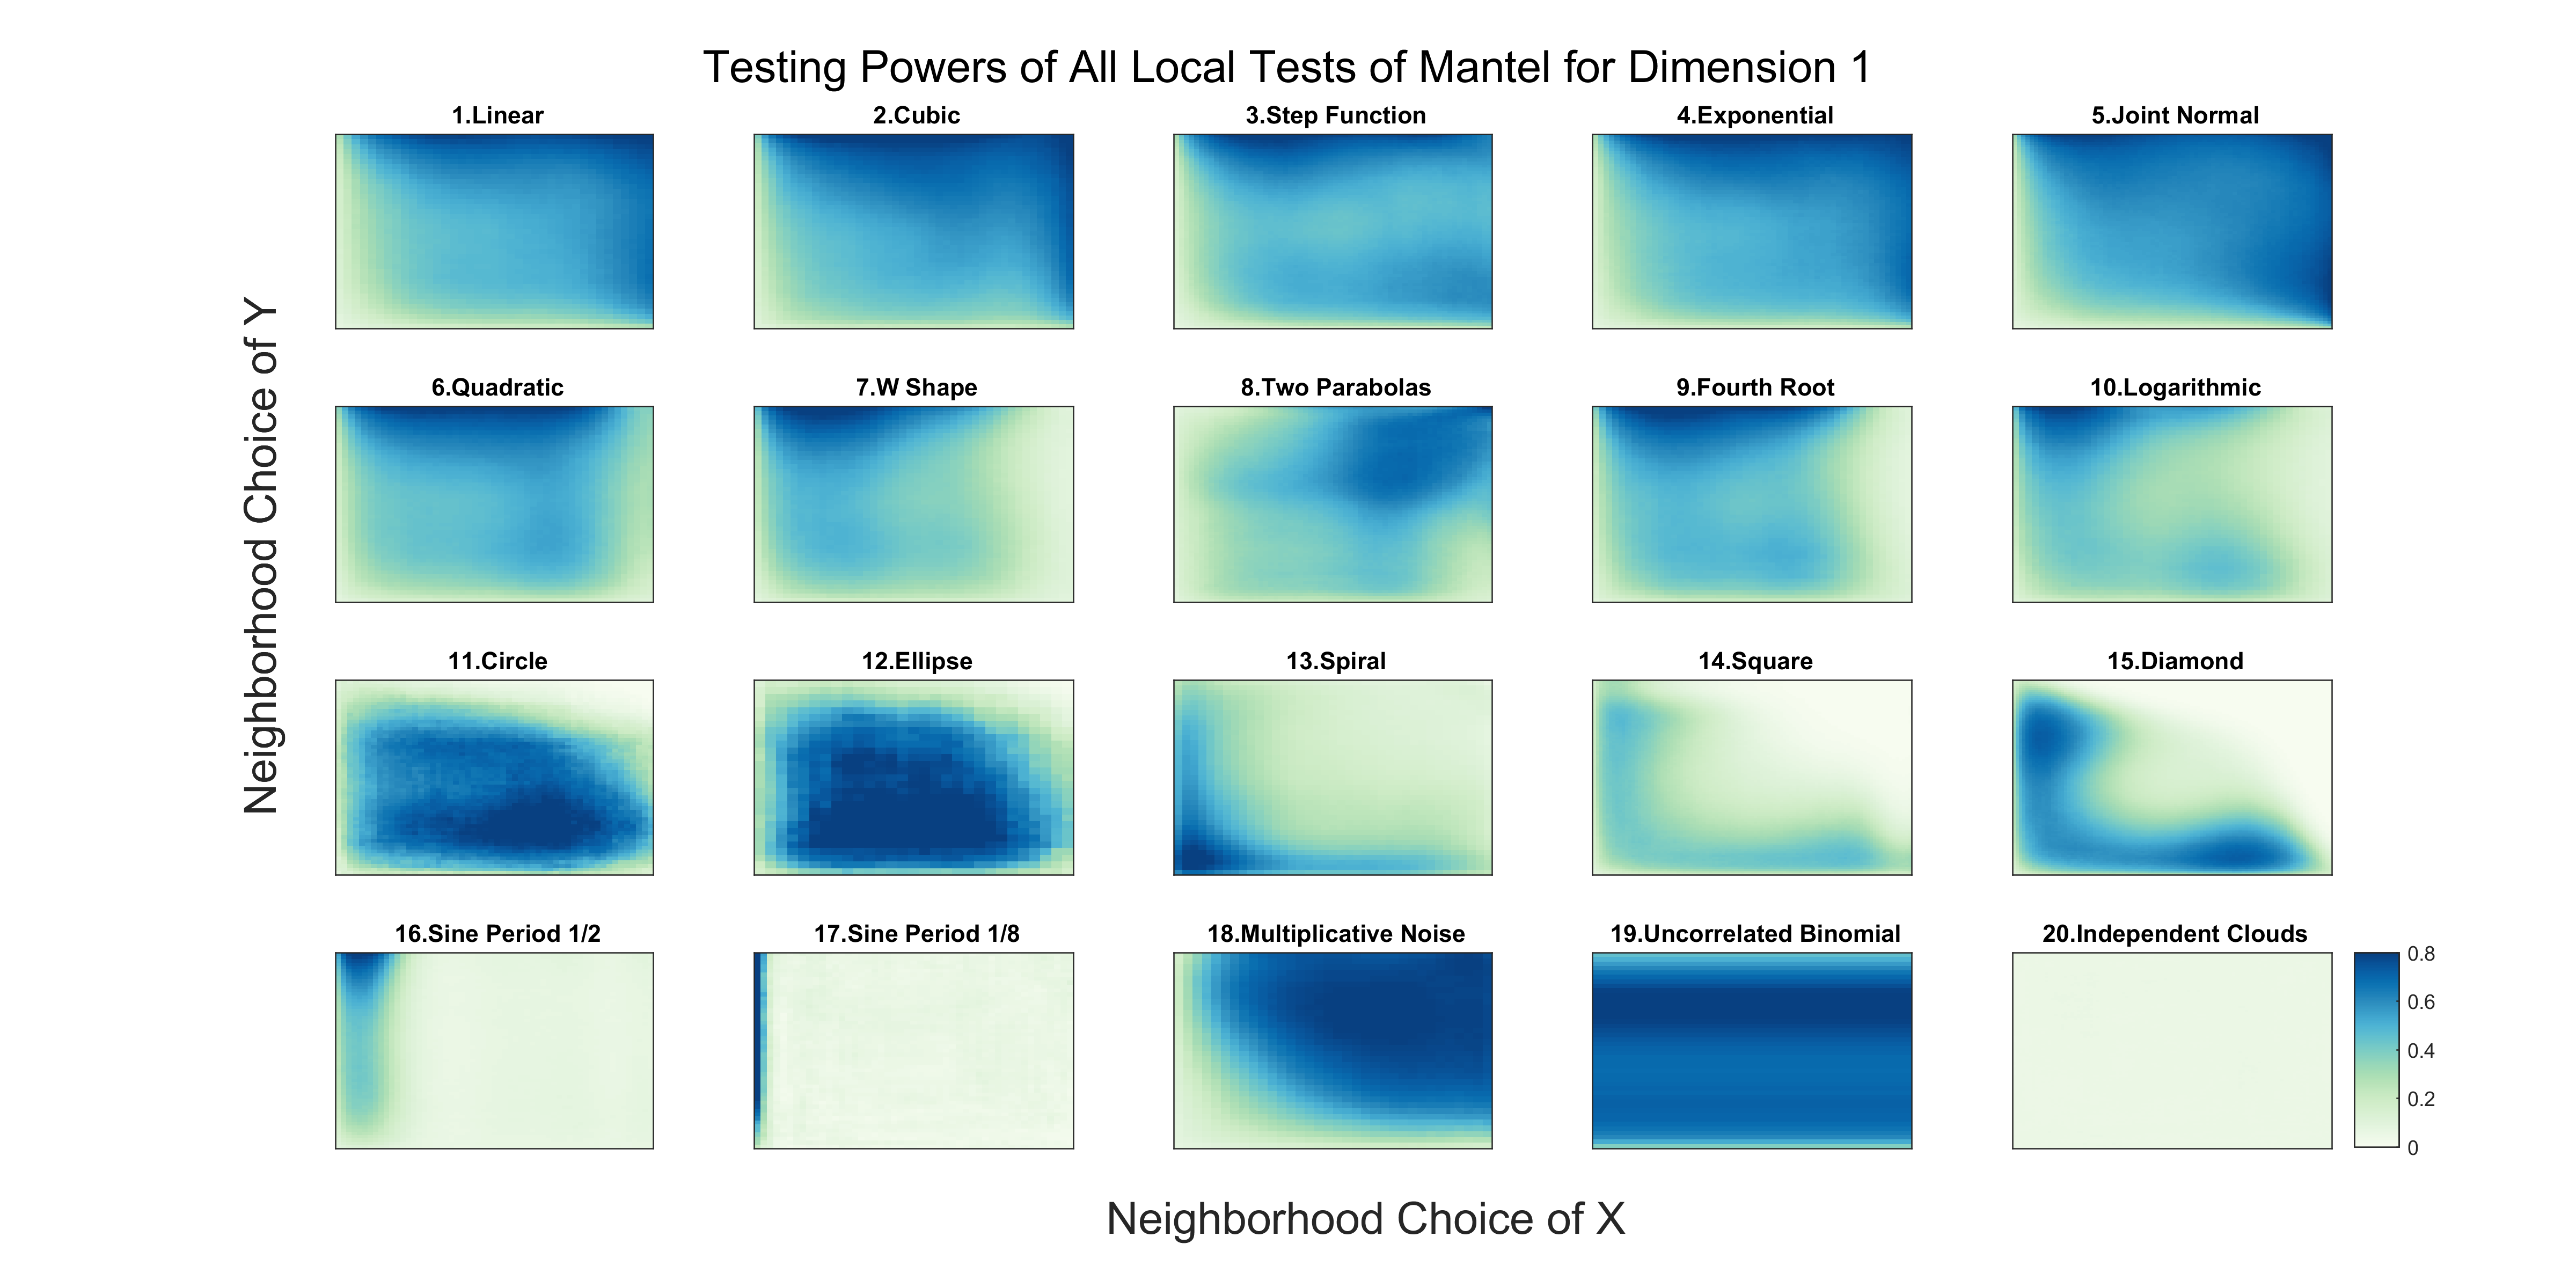 Testing Powers of All Local Tests of Mantel for Dimension 1
1.Linear
2.Cubic
3.Step Function
4.Exponential
5.Joint Normal
6.Quadratic
7.W Shape
8.Two Parabolas
9.Fourth Root
10.Logarithmic
11.Circle
12.Ellipse
13.Spiral
14.Square
15.Diamond
16.Sine Period 1/2
17.Sine Period 1/8
18.Multiplicative Noise
19.Uncorrelated Binomial
20.Independent Clouds
0.8
0.6
0.4
0.2
0
Neighborhood Choice of Y
Neighborhood Choice of X